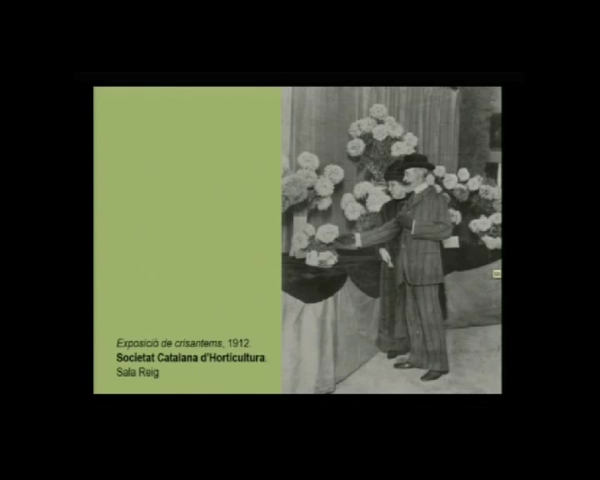 Exposició de crisantems, 1912.
Societat Catalana d'Horticultura.
Sala Reig